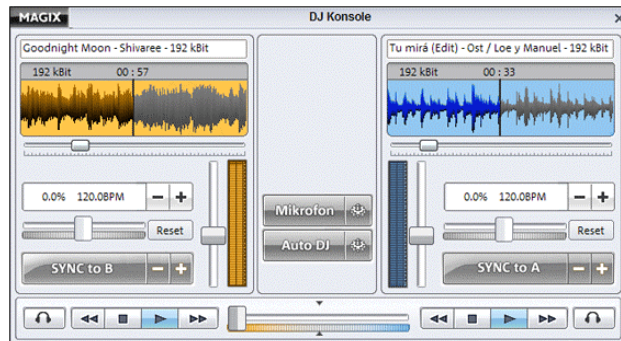 MAGIX
DJ Konsole
Goodnight Moon - Shivaree - 192 kBit
192 kBit 00 : 57
0.0% 120.0BPM
Reset
SYNC to B
Mikrofon
Auto DJ
Tu mirá (Edit) - Ost / Loe y Manuel - 192 kBit
192 kBit 00 : 33
0.0% 120.0BPM
Reset
SYNC to A